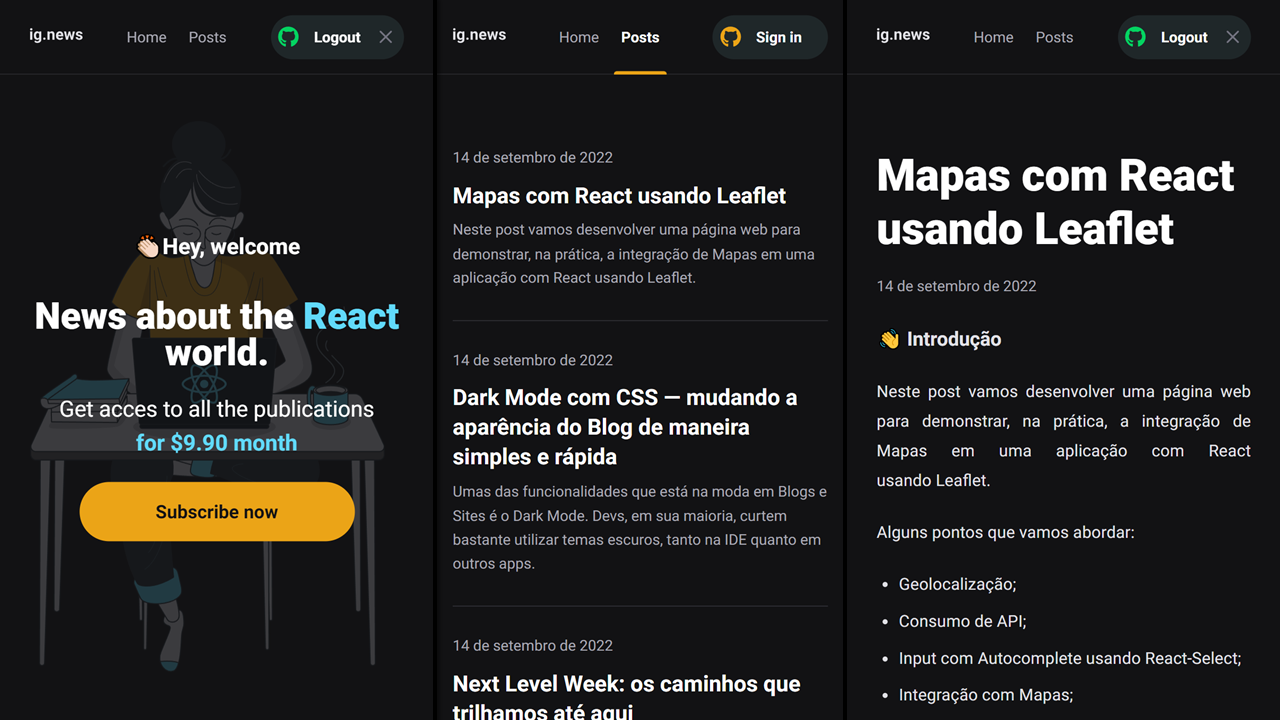 ig.news Home Posts Logout
👏🏻Hey, welcome
News about the React
world.
Get acces to all the publications
for $9.90 month
Subscribe now
ig.news Home Posts Sign in
14 de setembro de 2022
Mapas com React usando Leaflet
Neste post vamos desenvolver uma página web para
demonstrar, na prática, a integração de Mapas em uma
aplicação com React usando Leaflet.
14 de setembro de 2022
Dark Mode com CSS — mudando a
aparência do Blog de maneira
simples e rápida
Umas das funcionalidades que está na moda em Blogs e
Sites é o Dark Mode. Devs, em sua maioria, curtem
bastante utilizar temas escuros, tanto na IDE quanto em
outros apps.
14 de setembro de 2022
Next Level Week: os caminhos que
trilhamos até aqui
ig.news Home Posts Logout
Mapas com React
usando Leaflet
14 de setembro de 2022
👋 Introdução
Neste post vamos desenvolver uma página web
para demonstrar, na prática, a integração de
Mapas em uma aplicação com React
usando Leaflet.
Alguns pontos que vamos abordar:
• Geolocalização;
• Consumo de API;
• Input com Autocomplete usando React-Select;
• Integração com Mapas;